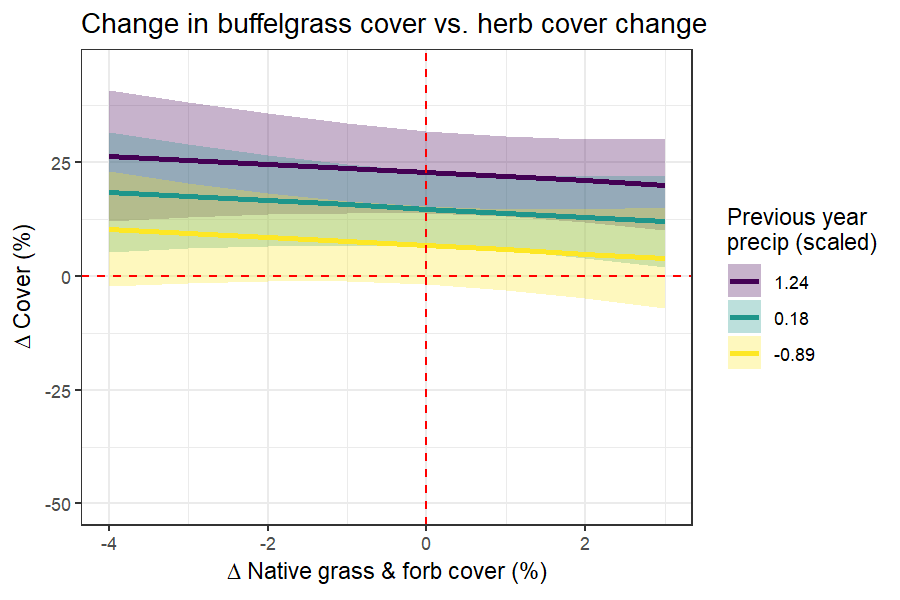 Change in buffelgrass cover vs. herb cover change
25
0
-25
-50
Δ Cover (%)
-4
-2
0
2
Δ Native grass & forb cover (%)
Previous year
precip (scaled)
1.24
0.18
-0.89